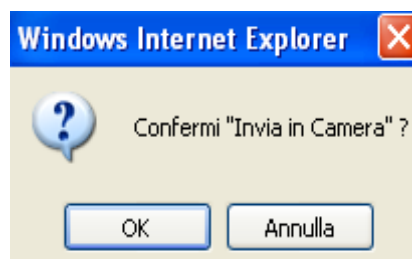 Windows Internet Explorer
Confermi "Invia in Camera" ?
OK Annulla